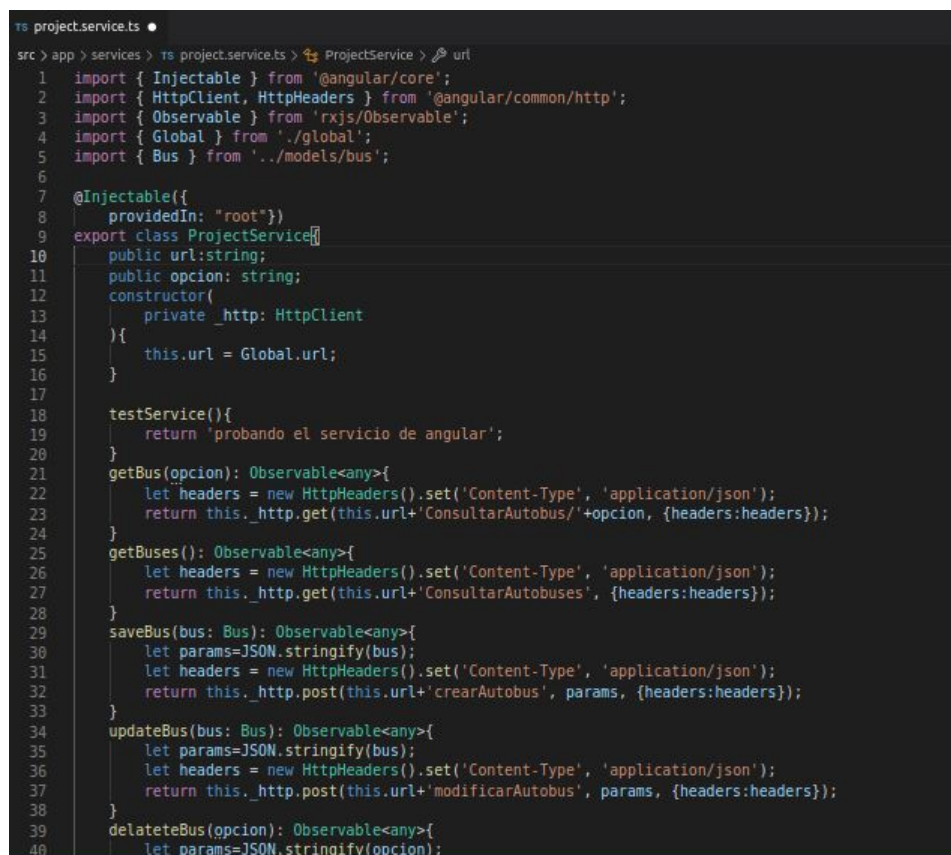 TS project.service.ts ●
src > app > services > TS project.service.ts > ProjectService > url
1 import { Injectable } from '@angular/core';
2 import { HttpClient, HttpHeaders } from '@angular/common/http';
3 import { Observable } from 'rxjs/Observable';
4 import { Global } from './global';
5 import { Bus } from '../models/bus';
6
7 @Injectable({
8     providedIn: "root"})
9 export class ProjectService{
10     public url:string;
11     public opcion: string;
12     constructor(
13         private _http: HttpClient
14     ){
15         this.url = Global.url;
16     }
17
18     testService(){
19         return 'probando el servicio de angular';
20     }
21     getBus(opcion): Observable<any>{
22         let headers = new HttpHeaders().set('Content-Type', 'application/json');
23         return this._http.get(this.url+'ConsultarAutobus/'+opcion, {headers:headers});
24     }
25     getBuses(): Observable<any>{
26         let headers = new HttpHeaders().set('Content-Type', 'application/json');
27         return this._http.get(this.url+'ConsultarAutobuses', {headers:headers});
28     }
29     saveBus(bus: Bus): Observable<any>{
30         let params=JSON.stringify(bus);
31         let headers = new HttpHeaders().set('Content-Type', 'application/json');
32         return this._http.post(this.url+'crearAutobus', params, {headers:headers});
33     }
34     updateBus(bus: Bus): Observable<any>{
35         let params=JSON.stringify(bus);
36         let headers = new HttpHeaders().set('Content-Type', 'application/json');
37         return this._http.post(this.url+'modificarAutobus', params, {headers:headers});
38     }
39     delateteBus(opcion): Observable<any>{
40         let params=JSON.stringify(opcion);